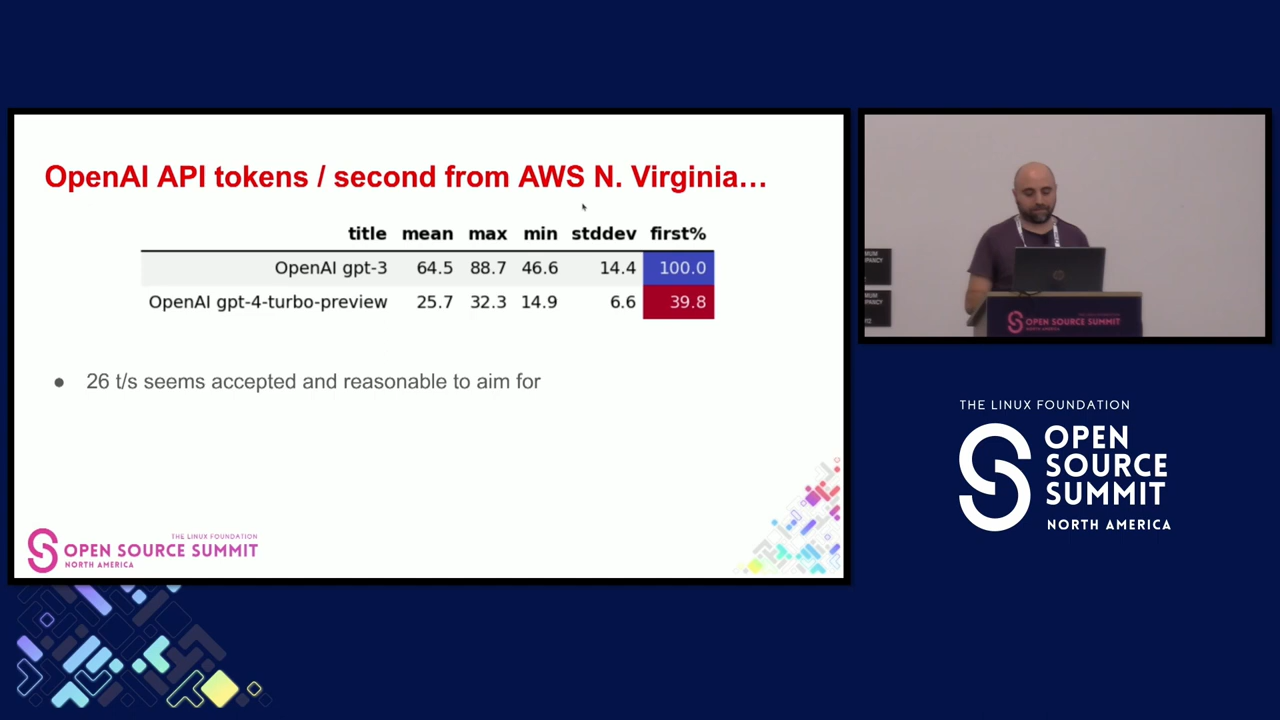 OpenAI API tokens / second from AWS N. Virginia...
title mean max min stddev first%
OpenAI gpt-3 64.5 88.7 46.6 14.4 100.0
OpenAI gpt-4-turbo-preview 25.7 32.3 14.9 6.6 39.8
● 26 t/s seems accepted and reasonable to aim for
THE LINUX FOUNDATION
OPEN SOURCE SUMMIT
NORTH AMERICA
OPEN SOURCE SUMMIT
NORTH AMERICA
THE LINUX FOUNDATION
OPEN
SOURCE
SUMMIT
NORTH AMERICA